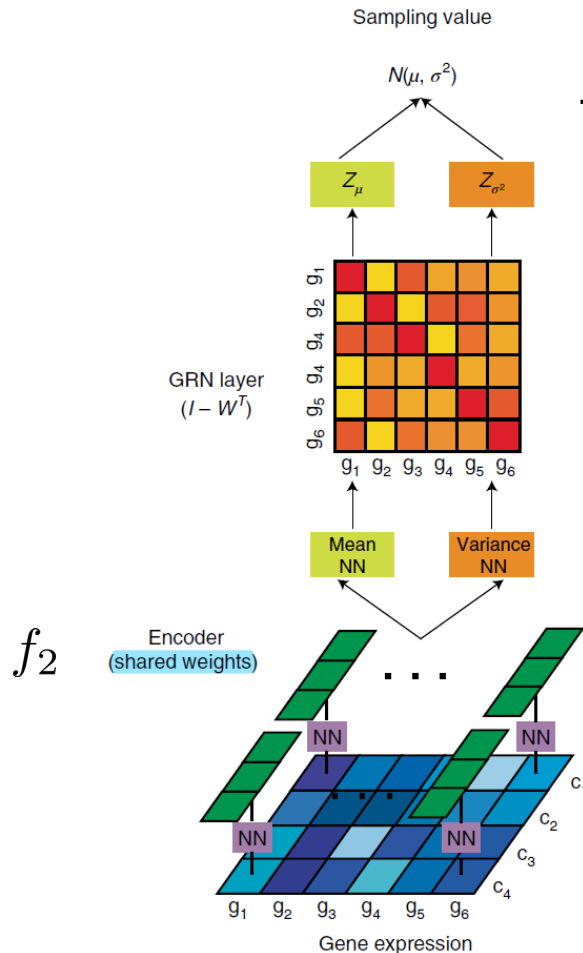 Sampling value
N(μ, σ²)
Z_μ
Z_σ²
g₁
g₂
g₄
g₄
g₅
g₆
GRN layer
(I – Wᵀ)
g₁ g₂ g₃ g₄ g₅ g₆
Mean
NN
Variance
NN
f₂
Encoder
(shared weights)
. . .
NN
NN
. . .
NN
NN
c₂
c₃
c₄
g₁ g₂ g₃ g₄ g₅ g₆
Gene expression